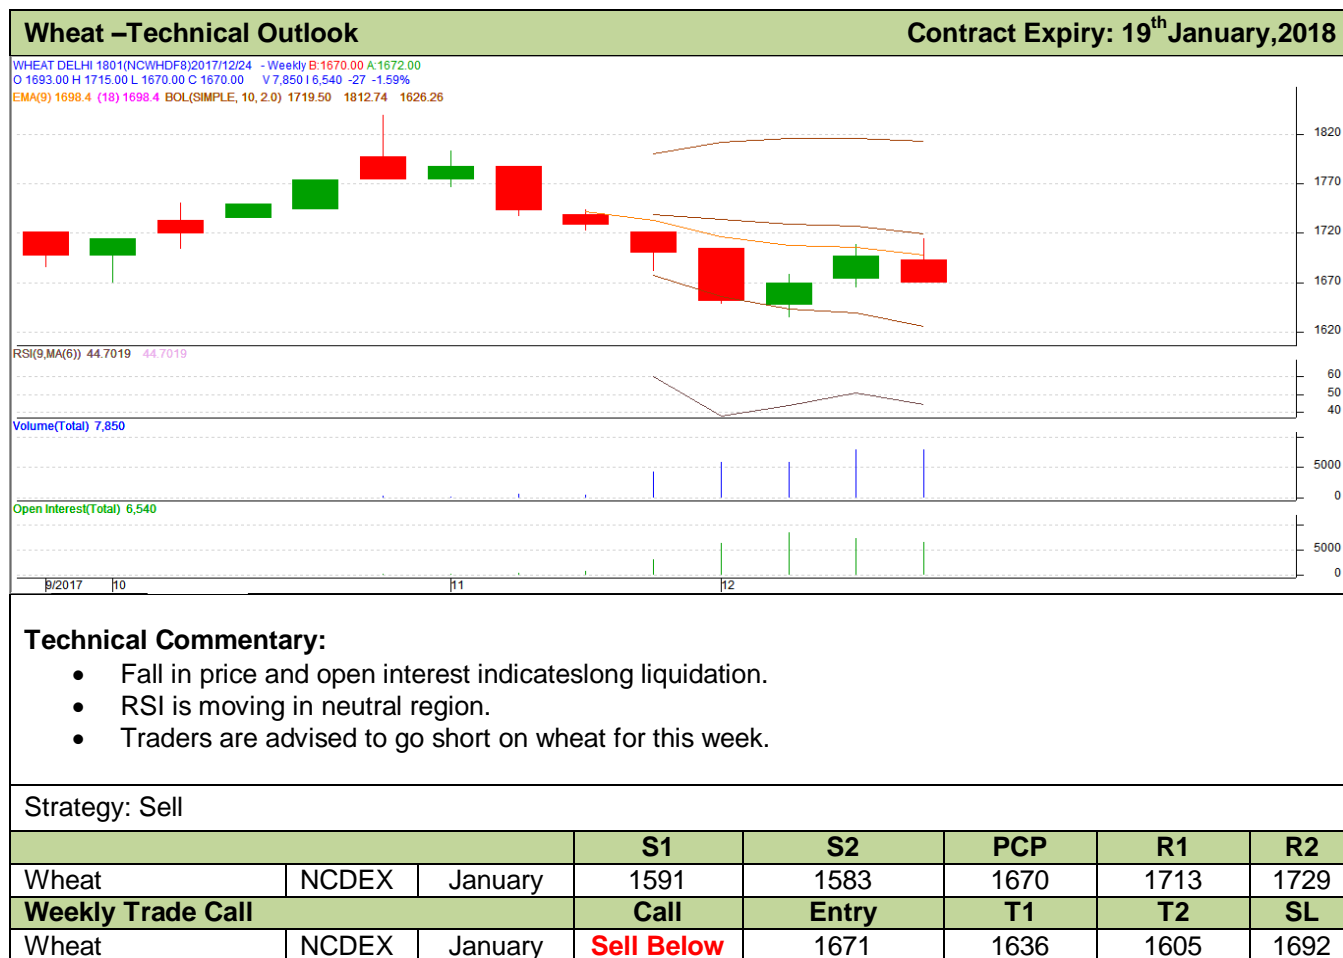 Wheat –Technical Outlook Contract Expiry: 19th January,2018
WHEAT DELHI 1801(NCWHDF8)2017/12/24 - Weekly B:1670.00 A:1672.00
O 1693.00 H 1715.00 L 1670.00 C 1670.00 V 7,850 I 6,540 -27 -1.59%
EMA(9) 1698.4 (18) 1698.4 BOL(SIMPLE, 10, 2.0) 1719.50 1812.74 1626.26
1820
1770
1720
1670
1620
RSI(9,MA(6)) 44.7019 44.7019
60
50
40
Volume(Total) 7,850
5000
0
Open Interest(Total) 6,540
5000
0
9/2017 10 11 12
Technical Commentary:
• Fall in price and open interest indicateslong liquidation.
• RSI is moving in neutral region.
• Traders are advised to go short on wheat for this week.
Strategy: Sell
S1 S2 PCP R1 R2
Wheat NCDEX January 1591 1583 1670 1713 1729
Weekly Trade Call Call Entry T1 T2 SL
Wheat NCDEX January Sell Below 1671 1636 1605 1692